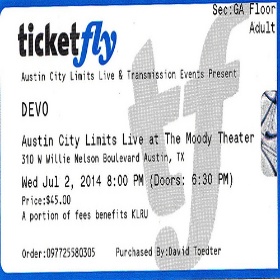 Sec:GA Floor
Adult
ticketfly
Austin City Limits Live & Transmission Events Present
DEVO
Austin City Limits Live at The Moody Theater
310 W Willie Nelson Boulevard Austin, TX
Wed Jul 2, 2014 8:00 PM (Doors: 6:30 PM)
Price:$45.00
A portion of fees benefits KLRU
Order:097725580305 Purchased By:David Toedter
tf